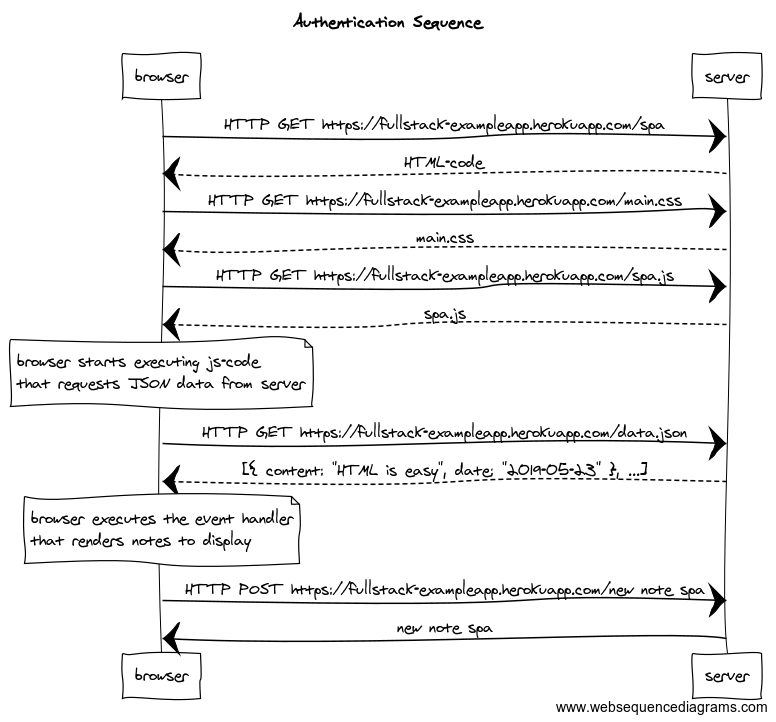 Authentication Sequence
browser
server
HTTP GET https://fullstack-exampleapp.herokuapp.com/spa
HTML-code
HTTP GET https://fullstack-exampleapp.herokuapp.com/main.css
main.css
HTTP GET https://fullstack-exampleapp.herokuapp.com/spa.js
spa.js
browser starts executing js-code
that requests JSON data from server
HTTP GET https://fullstack-exampleapp.herokuapp.com/data.json
[{ content: "HTML is easy", date: "2019-05-23" }, ...]
browser executes the event handler
that renders notes to display
HTTP POST https://fullstack-exampleapp.herokuapp.com/new note spa
new note spa
browser
server
www.websequencediagrams.com